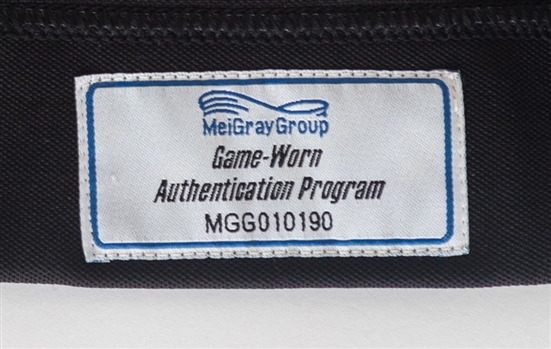 MeiGrayGroup
Game-Worn
Authentication Program
MGG010190